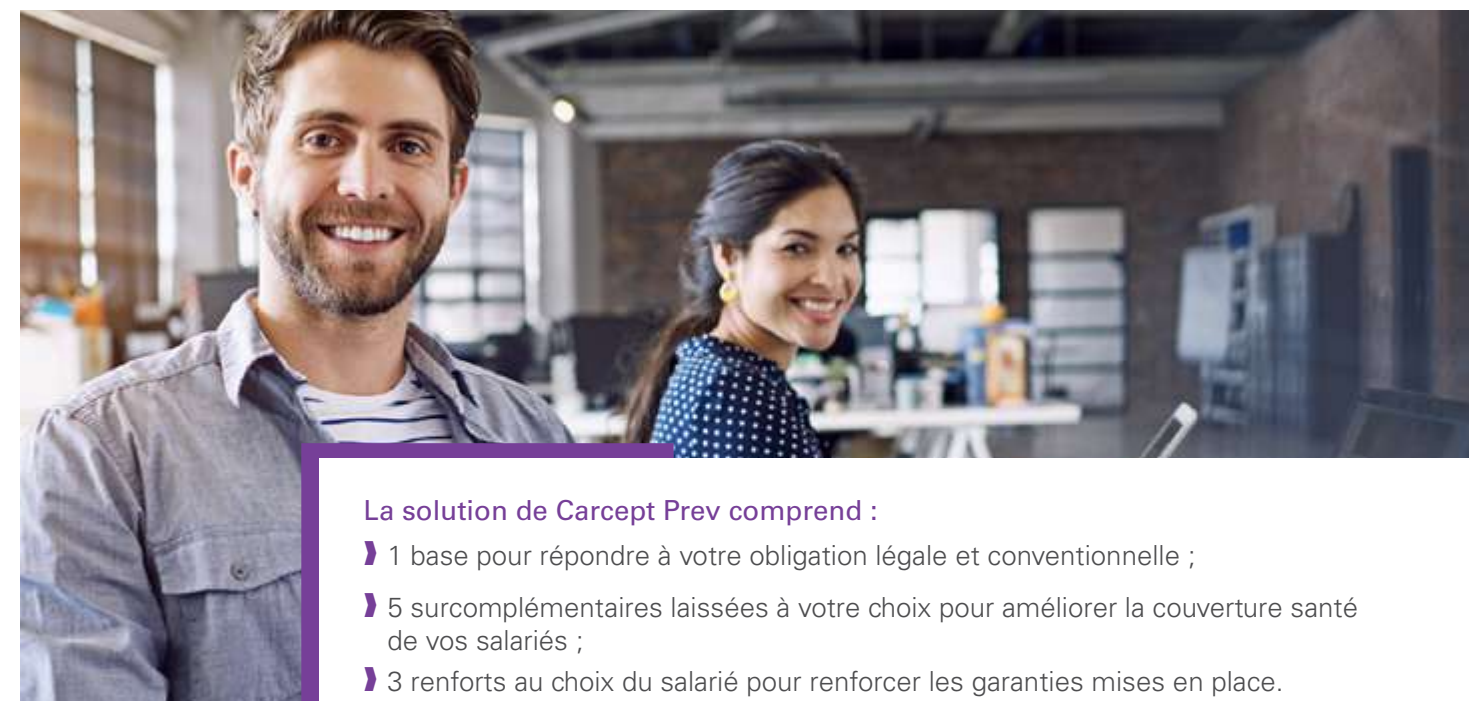 La solution de Carcept Prev comprend :
1 base pour répondre à votre obligation légale et conventionnelle ;
5 surcomplémentaires laissées à votre choix pour améliorer la couverture santé
de vos salariés ;
3 renforts au choix du salarié pour renforcer les garanties mises en place.